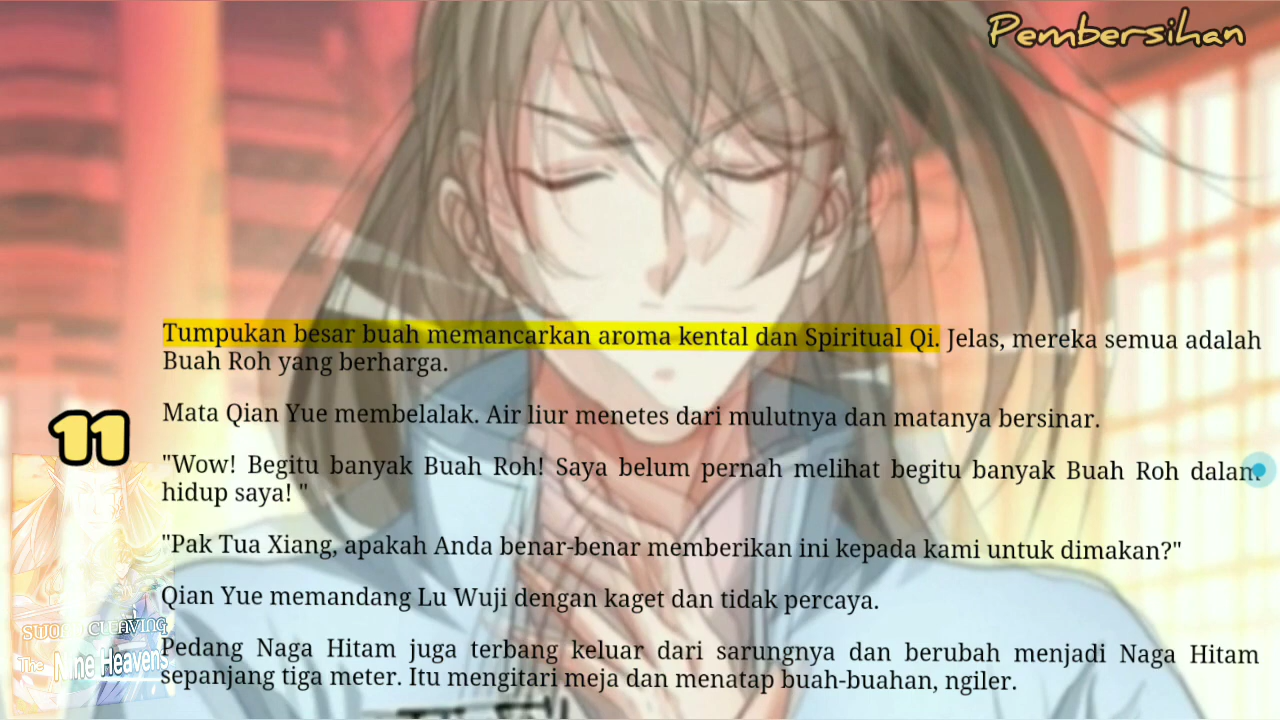 Pembersihan
Tumpukan besar buah memancarkan aroma kental dan Spiritual Qi. Jelas, mereka semua adalah
Buah Roh yang berharga.
Mata Qian Yue membelalak. Air liur menetes dari mulutnya dan matanya bersinar.
"Wow! Begitu banyak Buah Roh! Saya belum pernah melihat begitu banyak Buah Roh dalam
hidup saya! "
"Pak Tua Xiang, apakah Anda benar-benar memberikan ini kepada kami untuk dimakan?"
Qian Yue memandang Lu Wuji dengan kaget dan tidak percaya.
Pedang Naga Hitam juga terbang keluar dari sarungnya dan berubah menjadi Naga Hitam
sepanjang tiga meter. Itu mengitari meja dan menatap buah-buahan, ngiler.
11
SWORD CLEAVING
The Nine Heavens